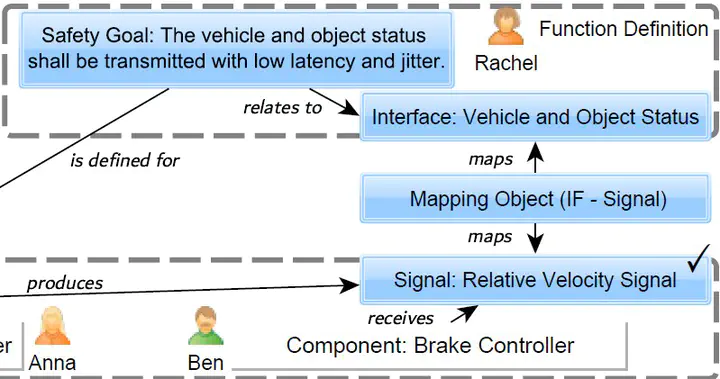 Safety Goal: The vehicle and object status
shall be transmitted with low latency and jitter.
Function Definition
Rachel
relates to
Interface: Vehicle and Object Status
is defined for
maps
Mapping Object (IF - Signal)
maps
Signal: Relative Velocity Signal
produces
receives
er
Anna
Ben
Component: Brake Controller